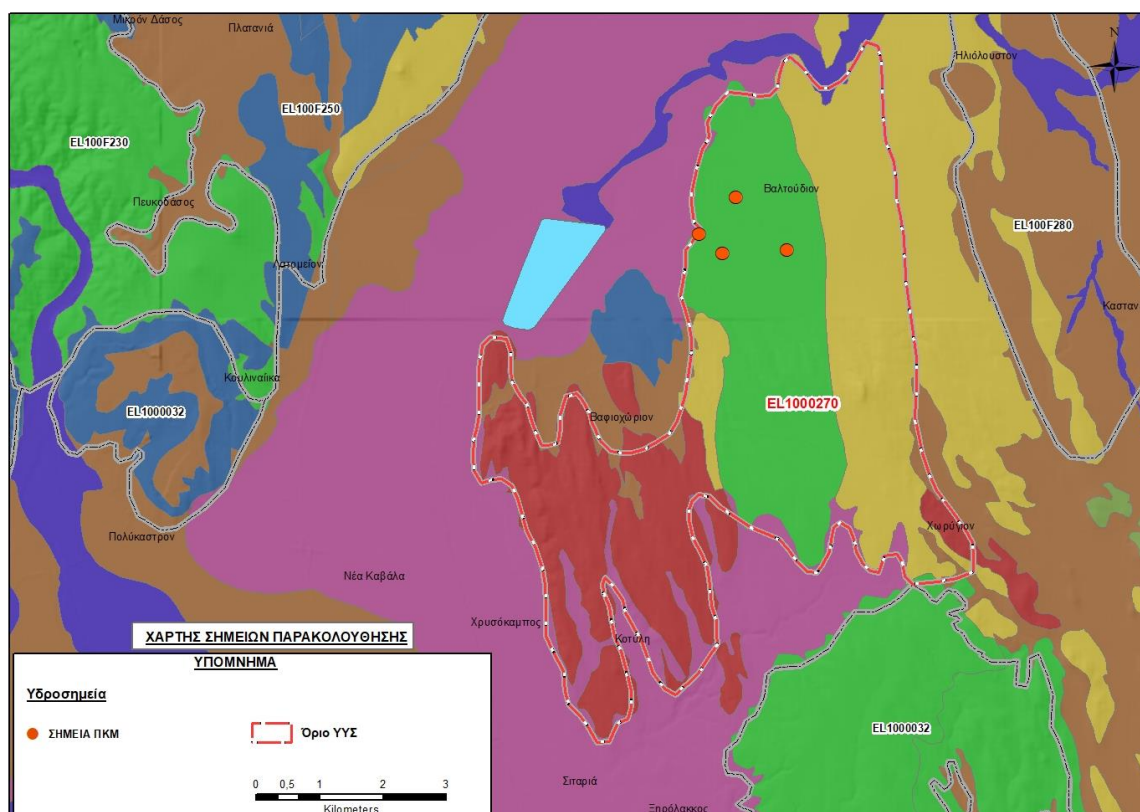 Μικρόν Δάσος
Πλατανιά
N
Ηλιόλουστον
EL100F250
EL100F230
Βαλτούδιον
Πευκοδάσος
EL100F280
Λατομείον
Κασταν
Κουλιναίικα
EL1000270
EL1000032
Βαφιοχώριον
Χωρύγιον
Πολύκαστρον
Νέα Καβάλα
Χρυσόκαμπος
Κοτύλη
ΧΑΡΤΗΣ ΣΗΜΕΙΩΝ ΠΑΡΑΚΟΛΟΥΘΗΣΗΣ
ΥΠΟΜΝΗΜΑ
Υδροσημεία
ΣΗΜΕΙΑ ΠΚΜ
Όριο ΥΥΣ
EL1000032
Σιταριά
0 0,5 1 2 3
Kilometers
Ξηρόλακκος